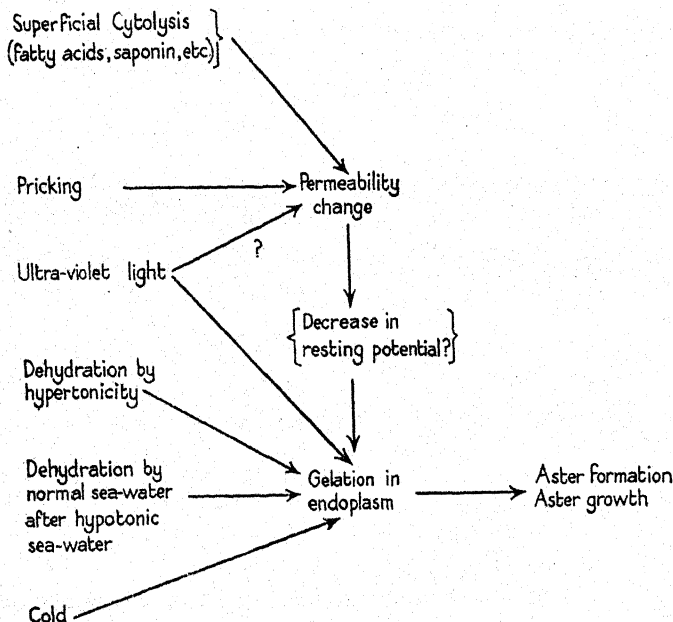 Superficial Cytolysis
(fatty acids, saponin, etc)
Pricking
Permeability
change
?
Ultra-violet light
Decrease in
resting potential?
Dehydration by
hypertonicity
Dehydration by
normal sea-water
after hypotonic
sea-water
Gelation in
endoplasm
Aster formation
Aster growth
Cold